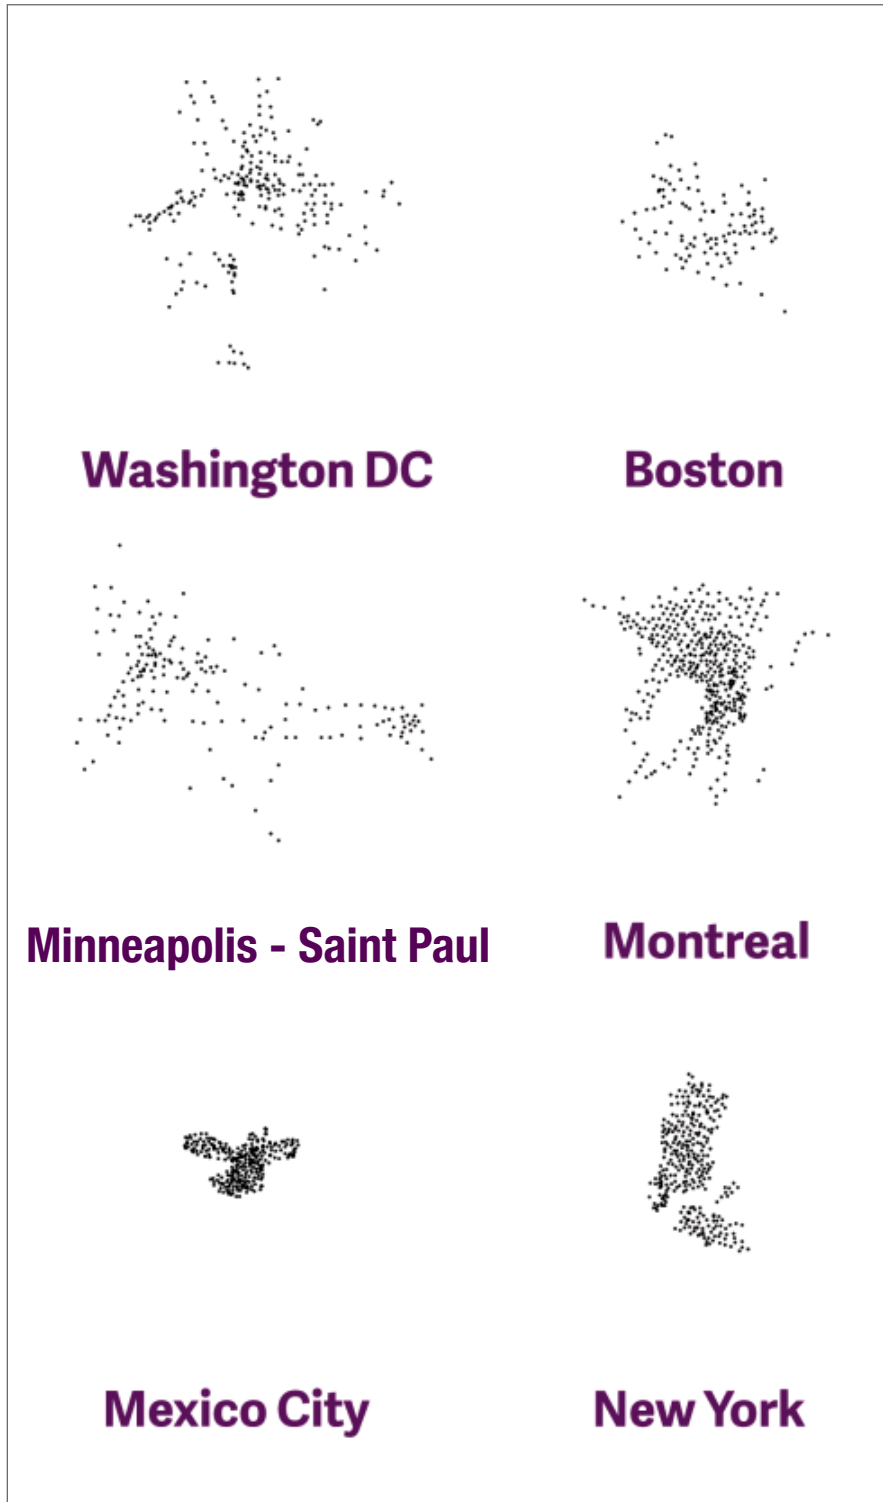 Washington DC
Boston
Minneapolis - Saint Paul
Montreal
Mexico City
New York